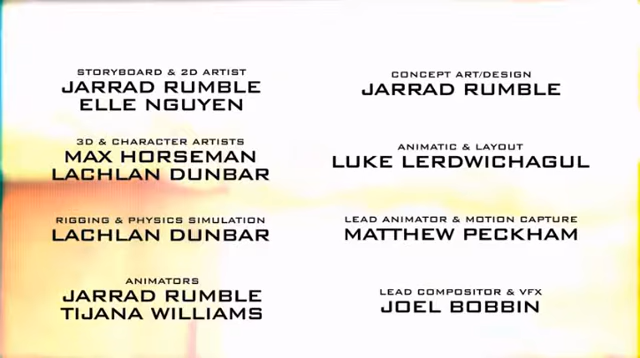 STORYBOARD & 2D ARTIST
JARRAD RUMBLE
ELLE NGUYEN
3D & CHARACTER ARTISTS
MAX HORSEMAN
LACHLAN DUNBAR
RIGGING & PHYSICS SIMULATION
LACHLAN DUNBAR
ANIMATORS
JARRAD RUMBLE
TIJANA WILLIAMS
CONCEPT ART/DESIGN
JARRAD RUMBLE
ANIMATIC & LAYOUT
LUKE LERDWICHAGUL
LEAD ANIMATOR & MOTION CAPTURE
MATTHEW PECKHAM
LEAD COMPOSITOR & VFX
JOEL BOBBIN